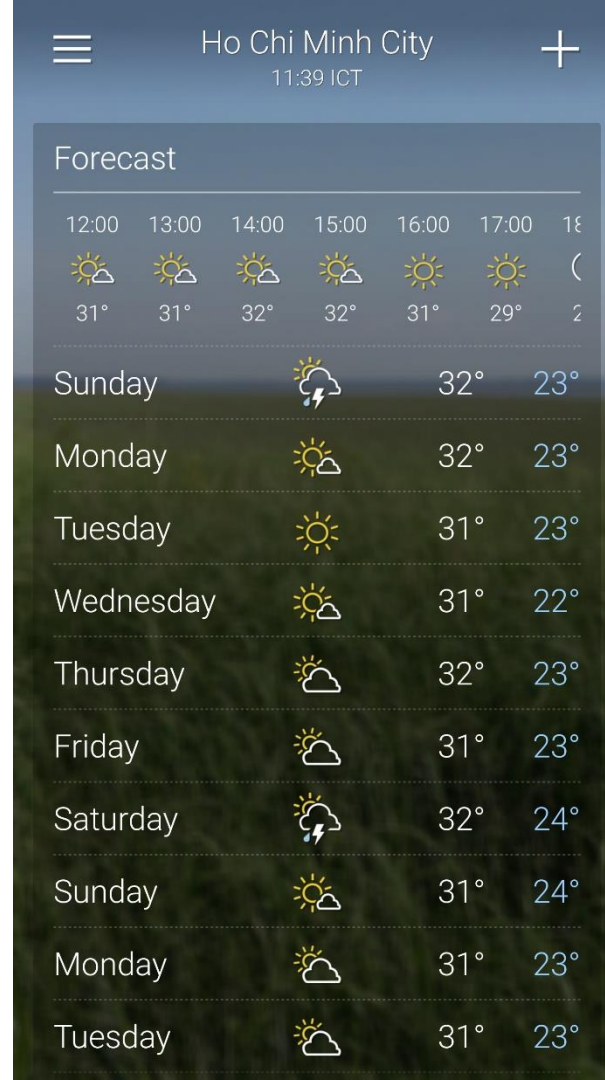 Ho Chi Minh City
11:39 ICT
Forecast
12:00 13:00 14:00 15:00 16:00 17:00
31° 31° 32° 32° 31° 29°
Sunday 32° 23°
Monday 32° 23°
Tuesday 31° 23°
Wednesday 31° 22°
Thursday 32° 23°
Friday 31° 23°
Saturday 32° 24°
Sunday 31° 24°
Monday 31° 23°
Tuesday 31° 23°